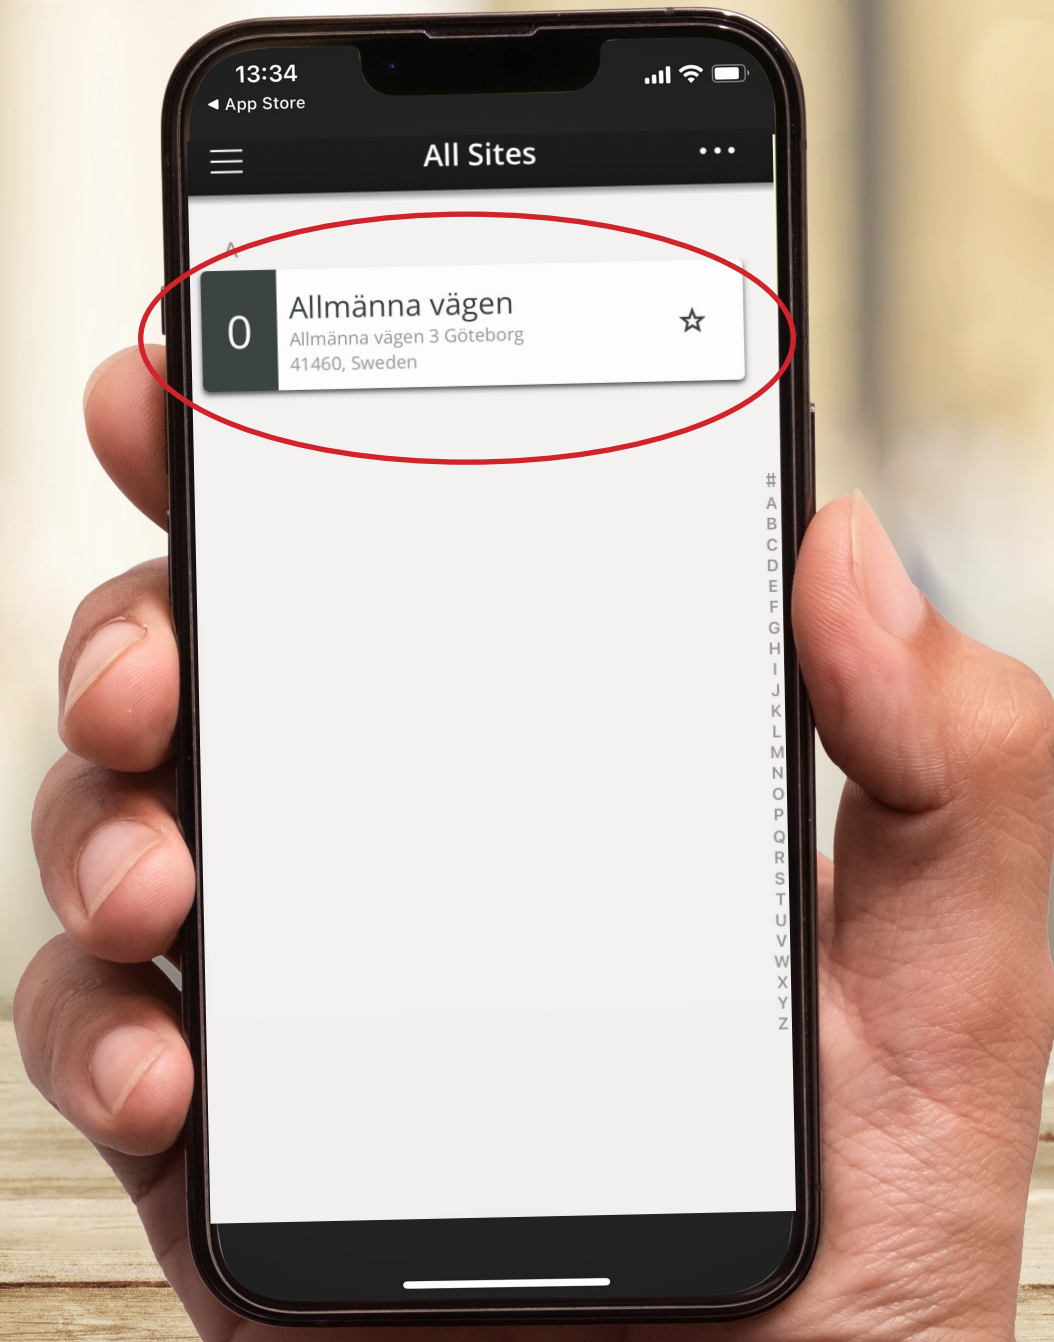 13:34
◀ App Store
All Sites
A
0
Allmänna vägen
Allmänna vägen 3 Göteborg
41460, Sweden
#
A
B
C
D
E
F
G
H
I
J
K
L
M
N
O
P
Q
R
S
T
U
V
W
X
Y
Z